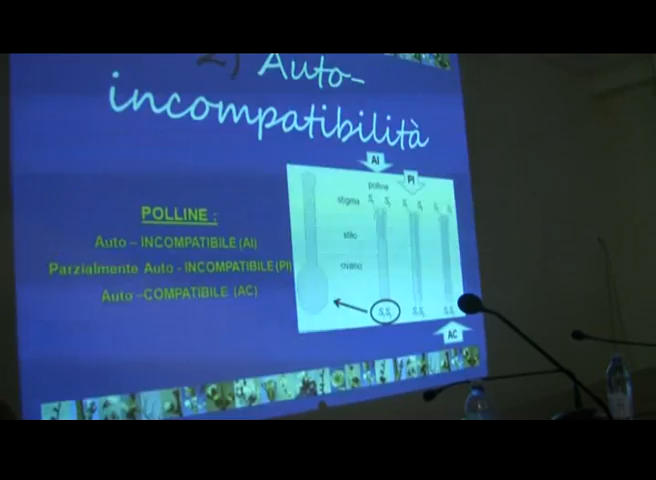 2) Auto-
incompatibilità
POLLINE :
Auto – INCOMPATIBILE (AI)
Parzialmente Auto - INCOMPATIBILE (PI)
Auto –COMPATIBILE (AC)
AI
PI
polline
stigma
stilo
ovario
AC